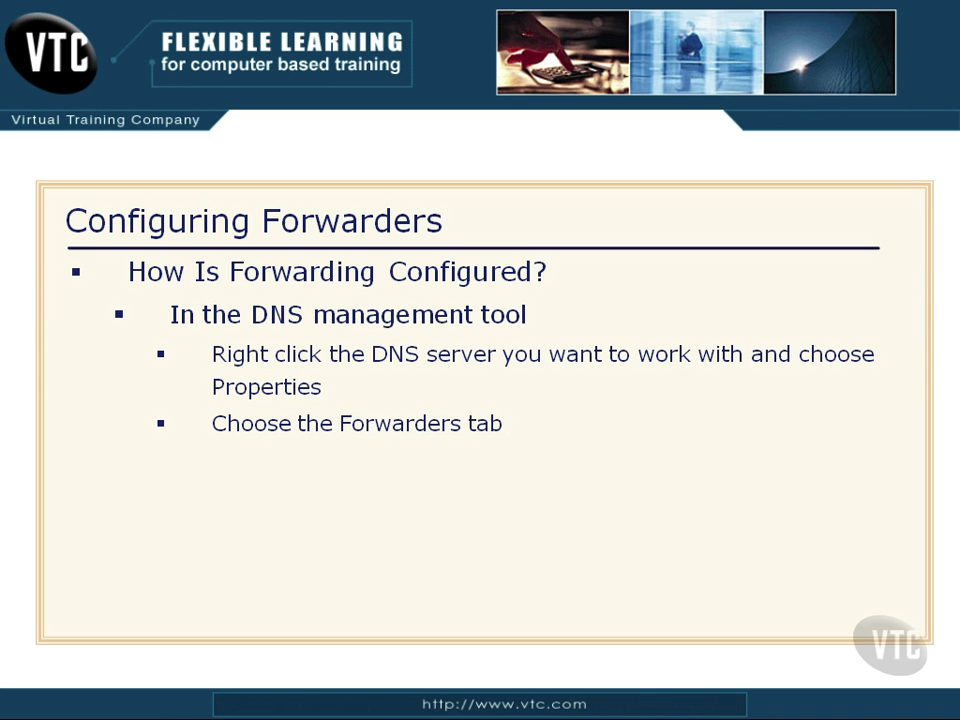 VTC
FLEXIBLE LEARNING
for computer based training
Virtual Training Company
Configuring Forwarders
▪ How Is Forwarding Configured?
▪ In the DNS management tool
▪ Right click the DNS server you want to work with and choose
Properties
▪ Choose the Forwarders tab
VTC
http://www.vtc.com